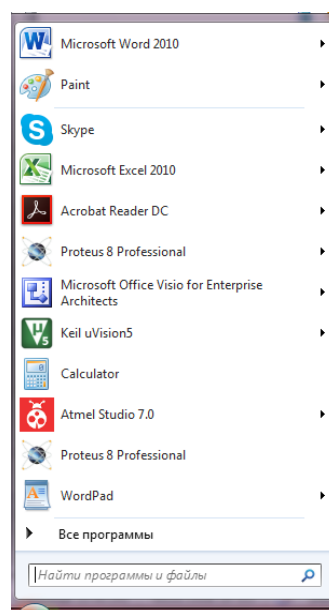 Microsoft Word 2010
Paint
Skype
Microsoft Excel 2010
Acrobat Reader DC
Proteus 8 Professional
Microsoft Office Visio for Enterprise
Architects
Keil uVision5
Calculator
Atmel Studio 7.0
Proteus 8 Professional
WordPad
Все программы
Найти программы и файлы